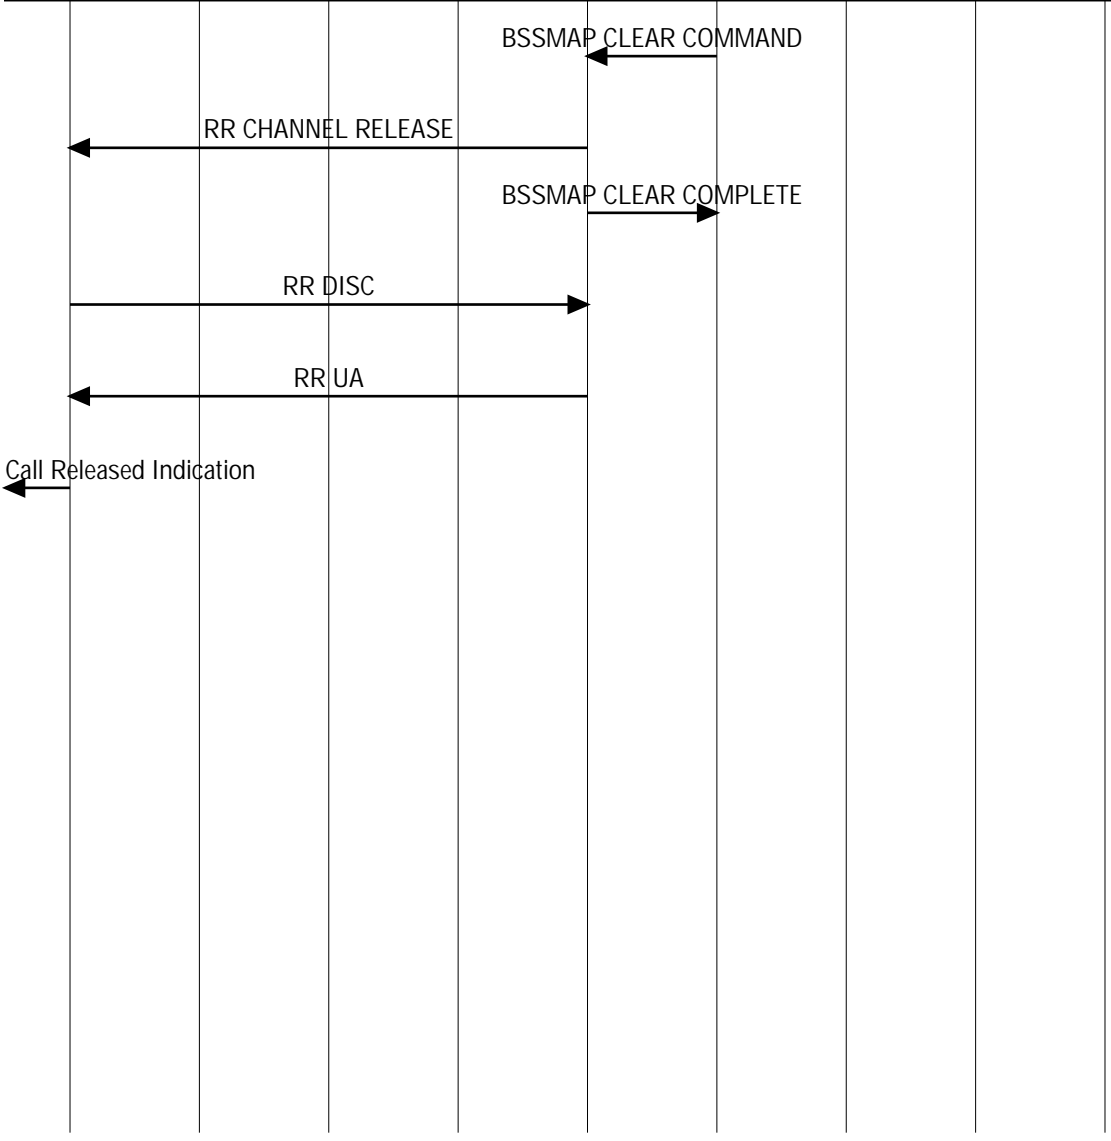 BSSMAP CLEAR COMMAND
RR CHANNEL RELEASE
BSSMAP CLEAR COMPLETE
RR DISC
RR UA
Call Released Indication